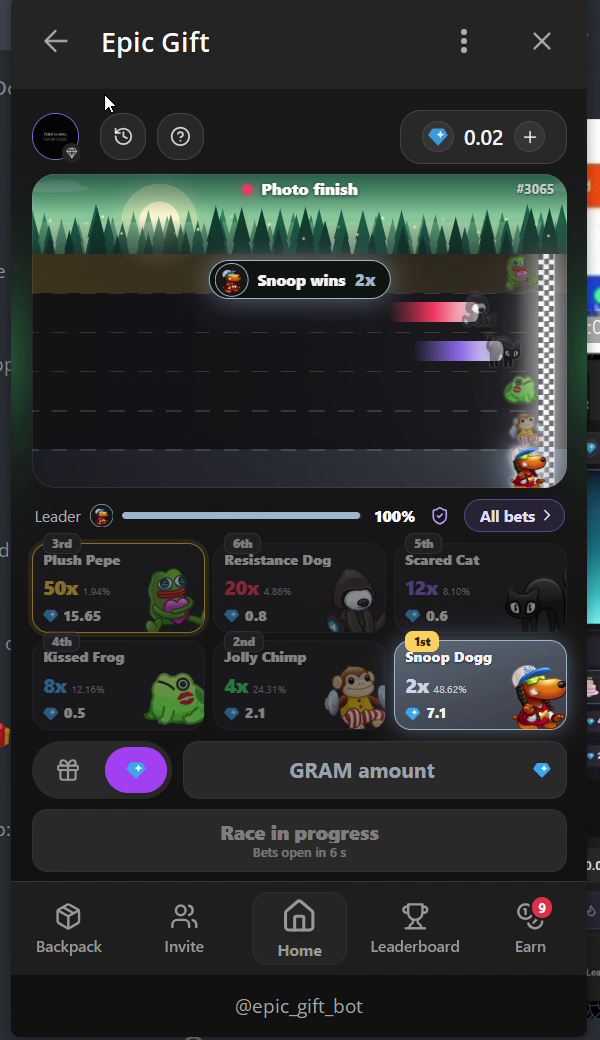 Epic Gift
0.02
Photo finish
#3065
Snoop wins 2x
Leader
100%
All bets
3rd
Plush Pepe
50x 1.94%
15.65
6th
Resistance Dog
20x 4.86%
0.8
5th
Scared Cat
12x 8.10%
0.6
4th
Kissed Frog
8x 12.16%
0.5
2nd
Jolly Chimp
4x 24.31%
2.1
1st
Snoop Dogg
2x 48.62%
7.1
GRAM amount
Race in progress
Bets open in 6 s
Backpack
Invite
Home
Leaderboard
9
Earn
@epic_gift_bot